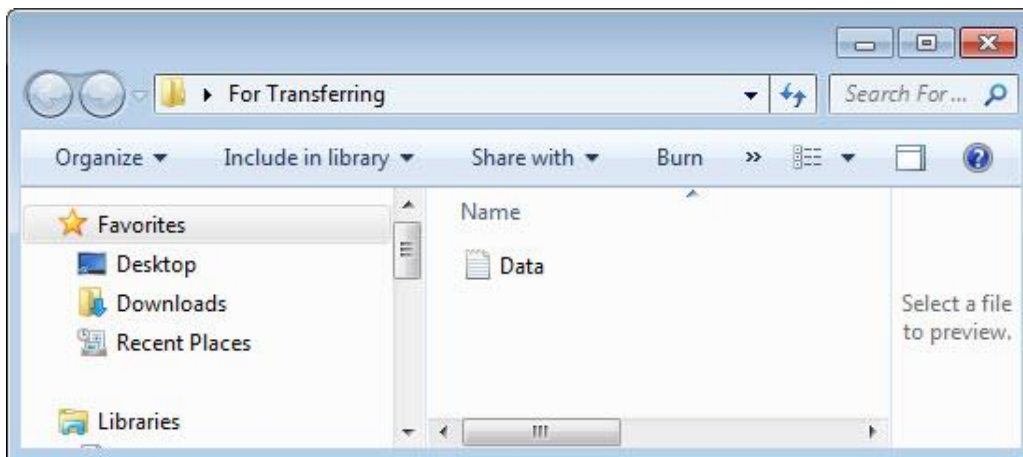 For Transferring
Search For ...
Organize Include in library Share with Burn »
Favorites
Desktop
Downloads
Recent Places
Libraries
Name
Data
Select a file
to preview.